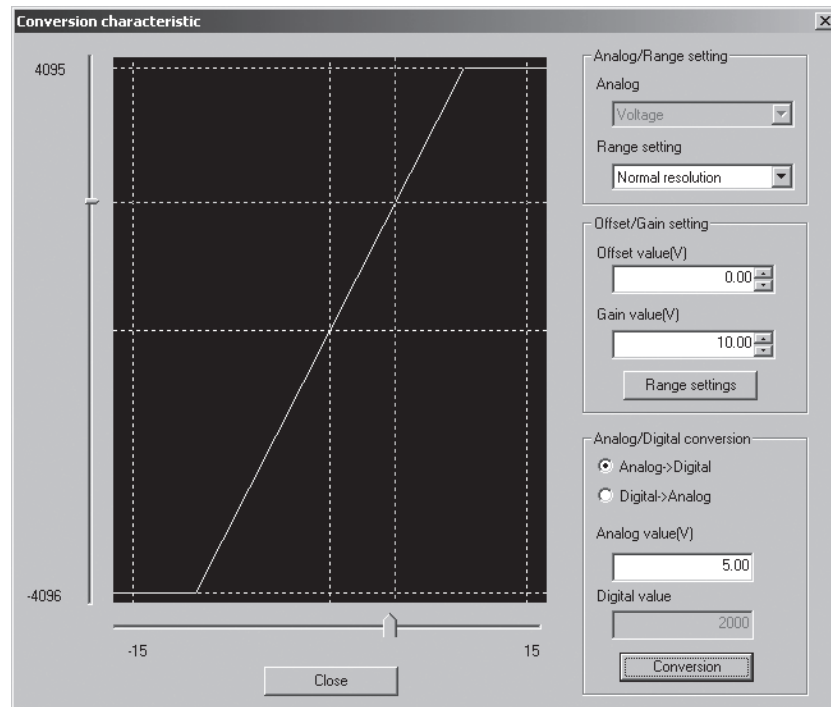 Conversion characteristic
4095
-4096
-15
15
Close
Analog/Range setting
Analog
Voltage
Range setting
Normal resolution
Offset/Gain setting
Offset value(V)
0.00
Gain value(V)
10.00
Range settings
Analog/Digital conversion
Analog->Digital
Digital->Analog
Analog value(V)
5.00
Digital value
2000
Conversion